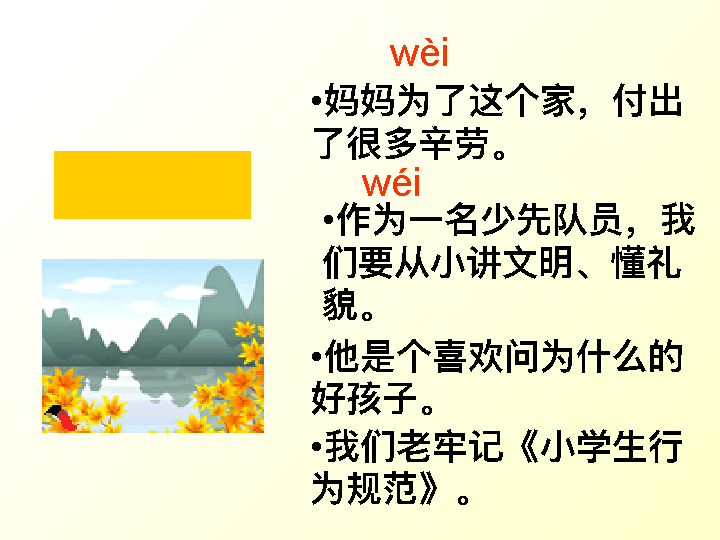 wèi
•妈妈为了这个家，付出
了很多辛劳。
wéi
•作为一名少先队员，我
们要从小讲文明、懂礼
貌。
•他是个喜欢问为什么的
好孩子。
•我们老牢记《小学生行
为规范》。